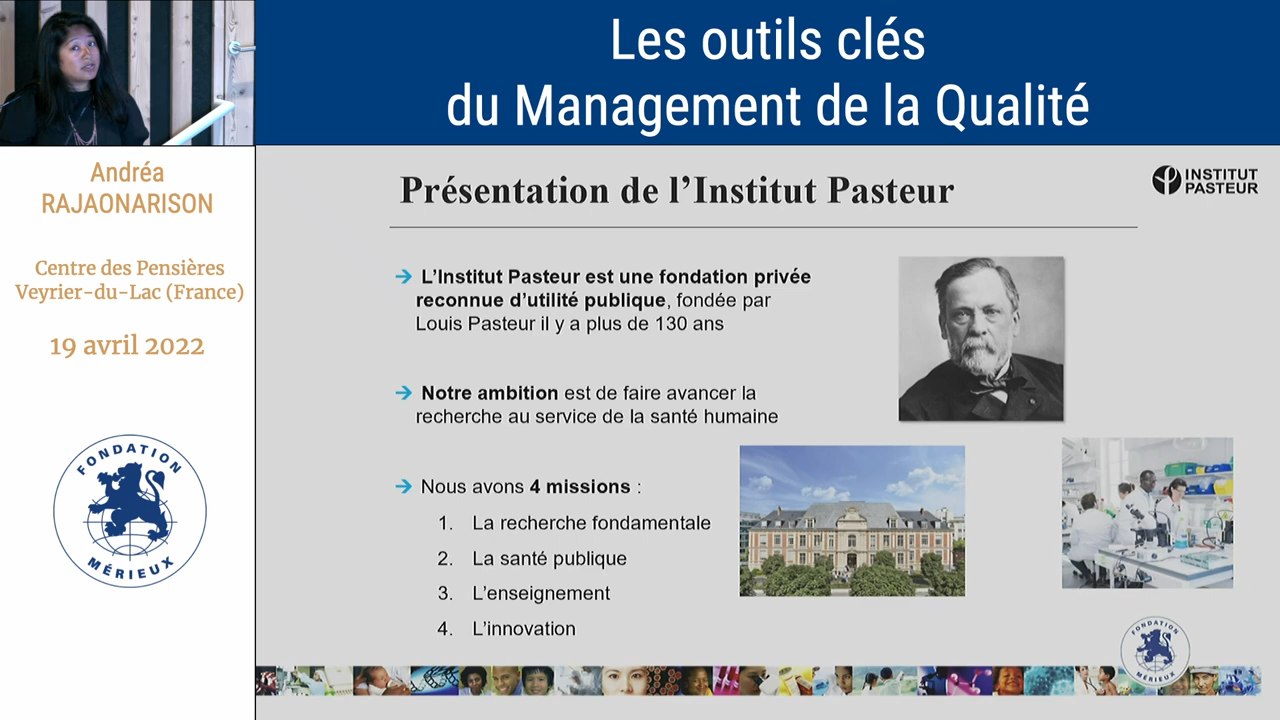 Les outils clés
du Management de la Qualité
Andréa
RAJAONARISON
Centre des Pensières
Veyrier-du-Lac (France)
19 avril 2022
FONDATION
MÉRIEUX
Présentation de l’Institut Pasteur
INSTITUT
PASTEUR
→ L’Institut Pasteur est une fondation privée
reconnue d’utilité publique, fondée par
Louis Pasteur il y a plus de 130 ans
→ Notre ambition est de faire avancer la
recherche au service de la santé humaine
→ Nous avons 4 missions :
1. La recherche fondamentale
2. La santé publique
3. L’enseignement
4. L’innovation
FONDATION
MÉRIEUX